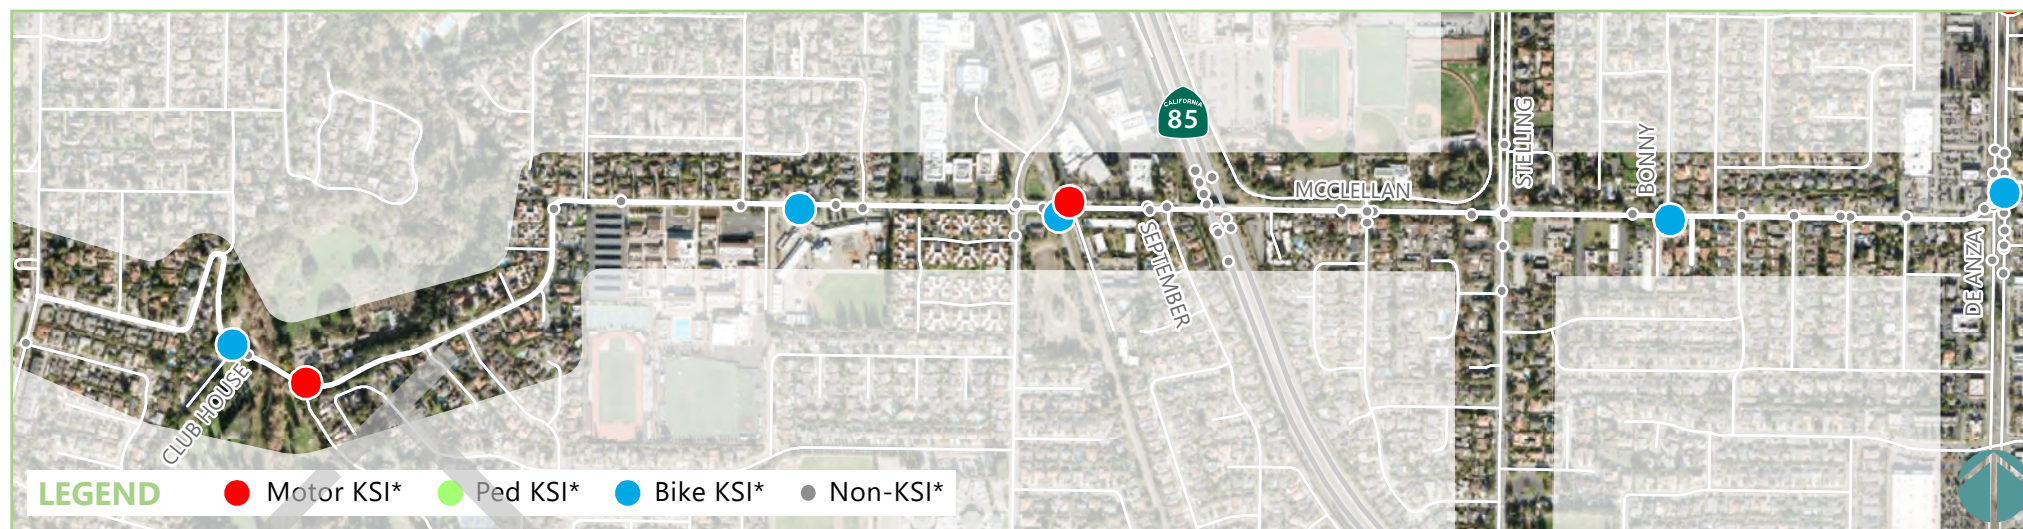 CALIFORNIA
85
STELLING
BONNY
MCCLELLAN
SEPTEMBER
DE ANZA
CLUB HOUSE
LEGEND
Motor KSI*
Ped KSI*
Bike KSI*
Non-KSI*